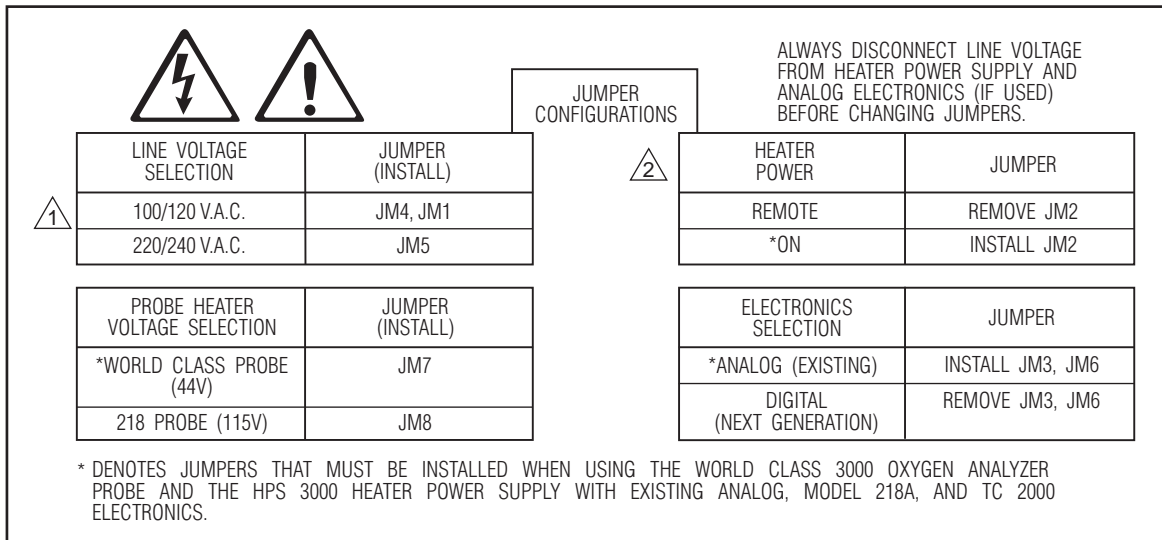 ALWAYS DISCONNECT LINE VOLTAGE
FROM HEATER POWER SUPPLY AND
ANALOG ELECTRONICS (IF USED)
BEFORE CHANGING JUMPERS.
JUMPER
CONFIGURATIONS
LINE VOLTAGE
SELECTION
JUMPER
(INSTALL)
1
100/120 V.A.C.
JM4, JM1
220/240 V.A.C.
JM5
2
HEATER
POWER
JUMPER
REMOTE
REMOVE JM2
*ON
INSTALL JM2
PROBE HEATER
VOLTAGE SELECTION
JUMPER
(INSTALL)
*WORLD CLASS PROBE
(44V)
JM7
218 PROBE (115V)
JM8
ELECTRONICS
SELECTION
JUMPER
*ANALOG (EXISTING)
INSTALL JM3, JM6
DIGITAL
(NEXT GENERATION)
REMOVE JM3, JM6
* DENOTES JUMPERS THAT MUST BE INSTALLED WHEN USING THE WORLD CLASS 3000 OXYGEN ANALYZER
PROBE AND THE HPS 3000 HEATER POWER SUPPLY WITH EXISTING ANALOG, MODEL 218A, AND TC 2000
ELECTRONICS.